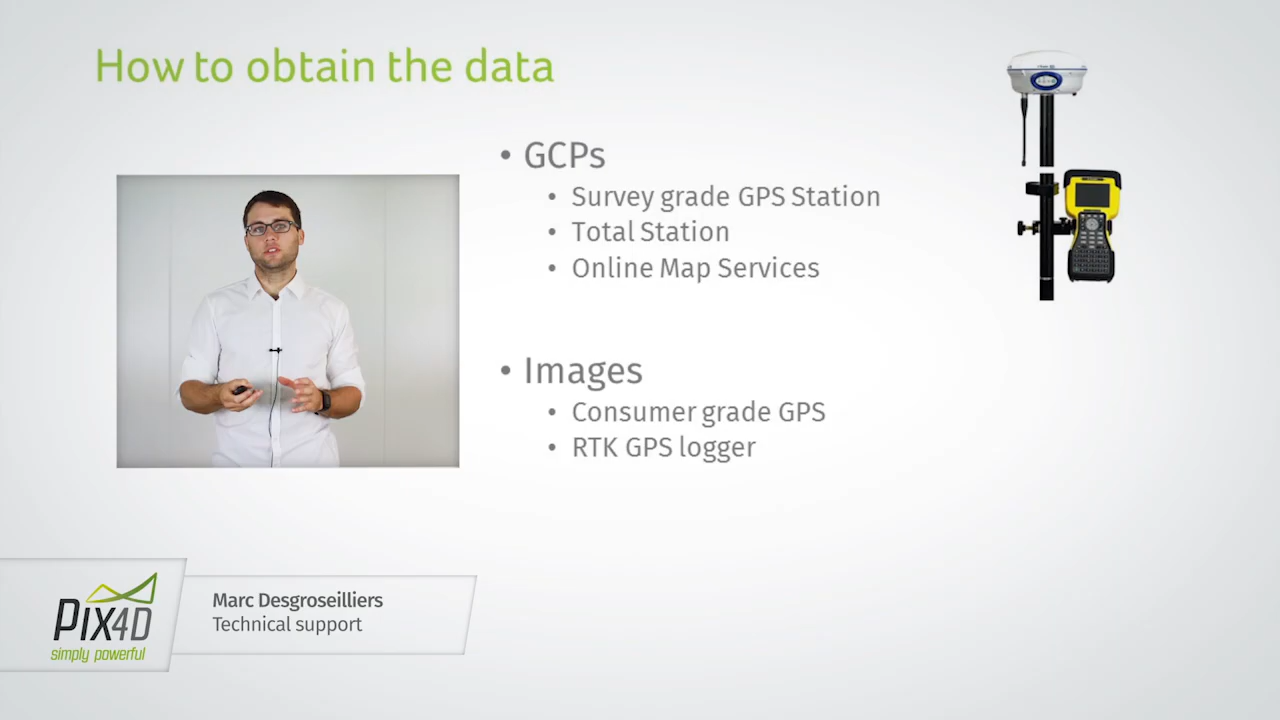 How to obtain the data
• GCPs
• Survey grade GPS Station
• Total Station
• Online Map Services
• Images
• Consumer grade GPS
• RTK GPS logger
PIX4D
simply powerful
Marc Desgroseilliers
Technical support